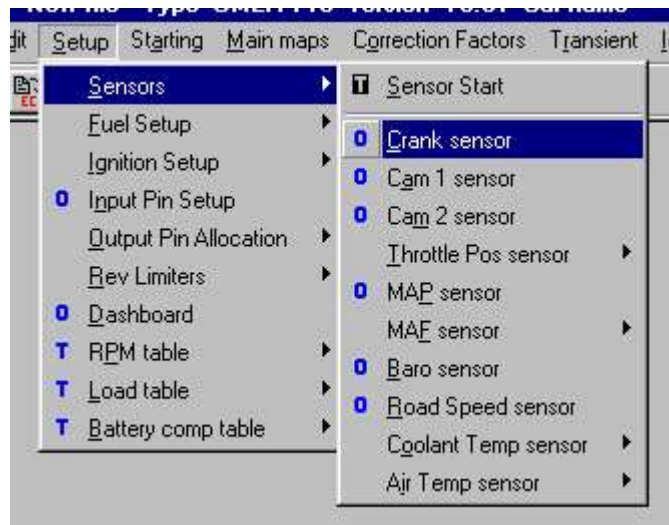 Setup Starting Main maps Correction Factors Transient
Sensors
Fuel Setup
Ignition Setup
O Input Pin Setup
Output Pin Allocation
Rev Limiters
O Dashboard
T RPM table
T Load table
T Battery comp table
T Sensor Start
O Crank sensor
O Cam 1 sensor
O Cam 2 sensor
Throttle Pos sensor
O MAP sensor
MAF sensor
O Baro sensor
O Road Speed sensor
Coolant Temp sensor
Air Temp sensor